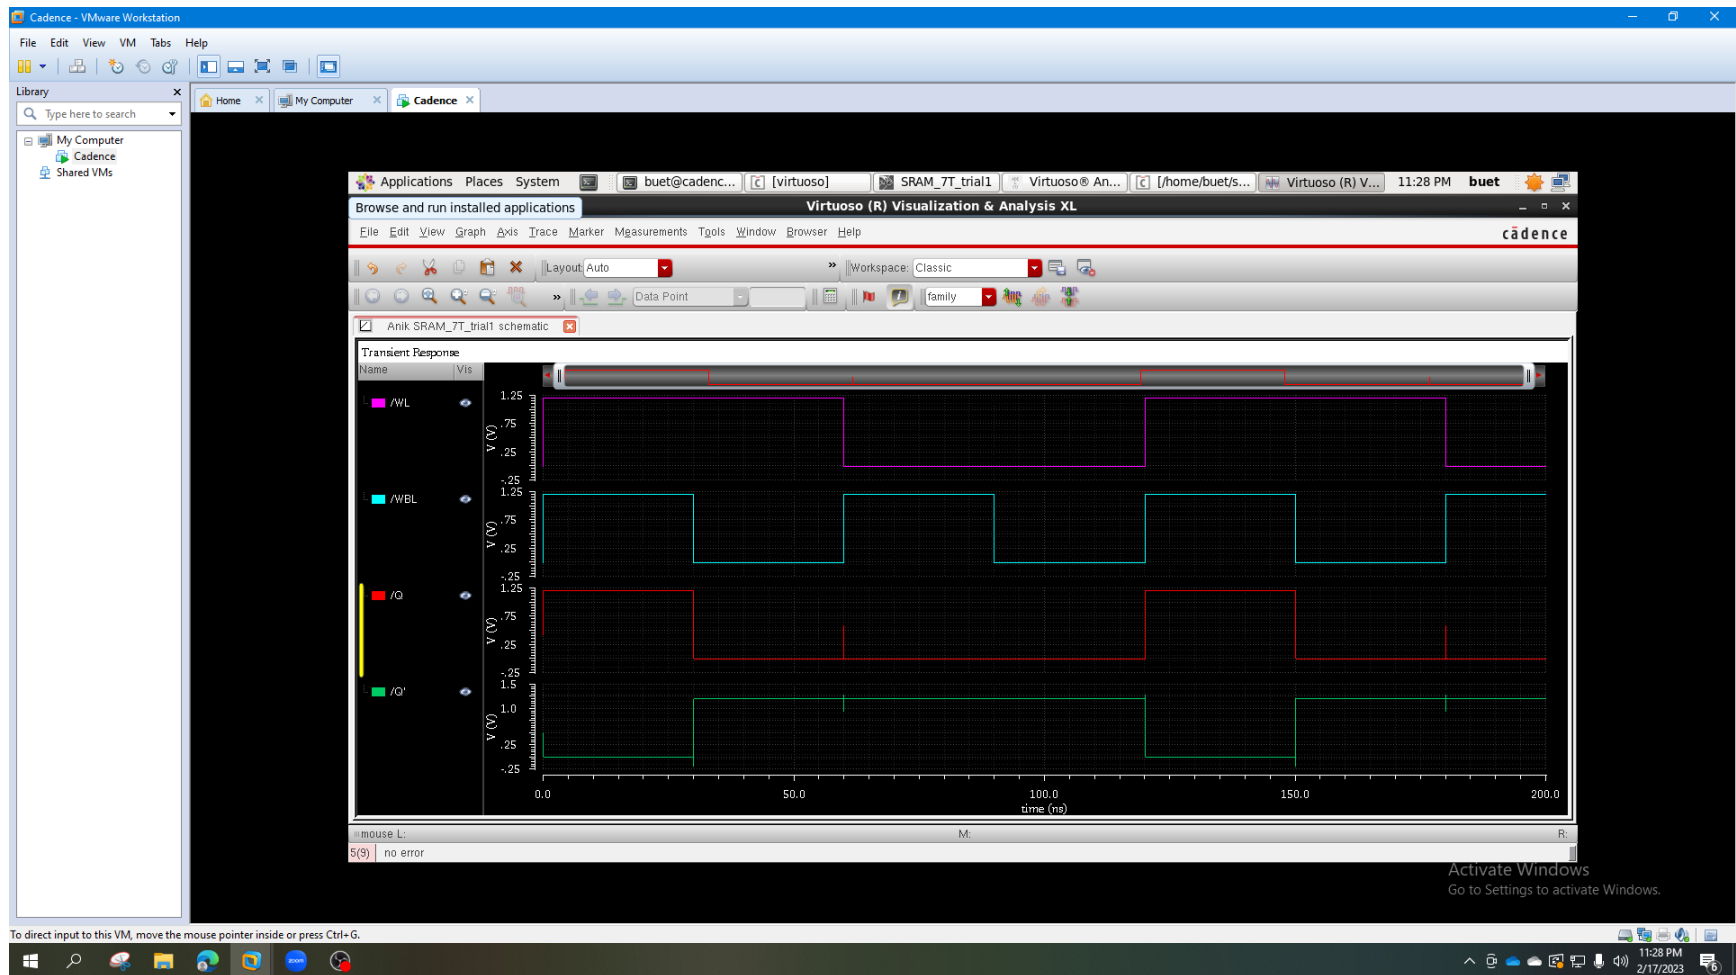 Cadence - VMware Workstation
File Edit View VM Tabs Help
Library
Type here to search
My Computer
Cadence
Shared VMs
Home
My Computer
Cadence
Applications Places System
buet@cadenc...
[virtuoso]
SRAM_7T_trial1
Virtuoso® An...
[/home/buet/s...
Virtuoso (R) V...
11:28 PM
buet
Browse and run installed applications
Virtuoso (R) Visualization & Analysis XL
File Edit View Graph Axis Trace Marker Measurements Tools Window Browser Help
cādence
Layout Auto
» Workspace: Classic
» Data Point
family
Anik SRAM_7T_trial1 schematic
Transient Response
Name Vis
/WL
1.25
.75
.25
-.25
V (V)
/WBL
1.25
.75
.25
-.25
V (V)
/Q
1.25
.75
.25
-.25
V (V)
/Q'
1.5
1.0
.25
-.25
V (V)
0.0 50.0 100.0 150.0 200.0
time (ns)
mouse L: M: R:
5(9) no error
Activate Windows
Go to Settings to activate Windows.
To direct input to this VM, move the mouse pointer inside or press Ctrl+G.
zoom
11:28 PM
2/17/2023
6